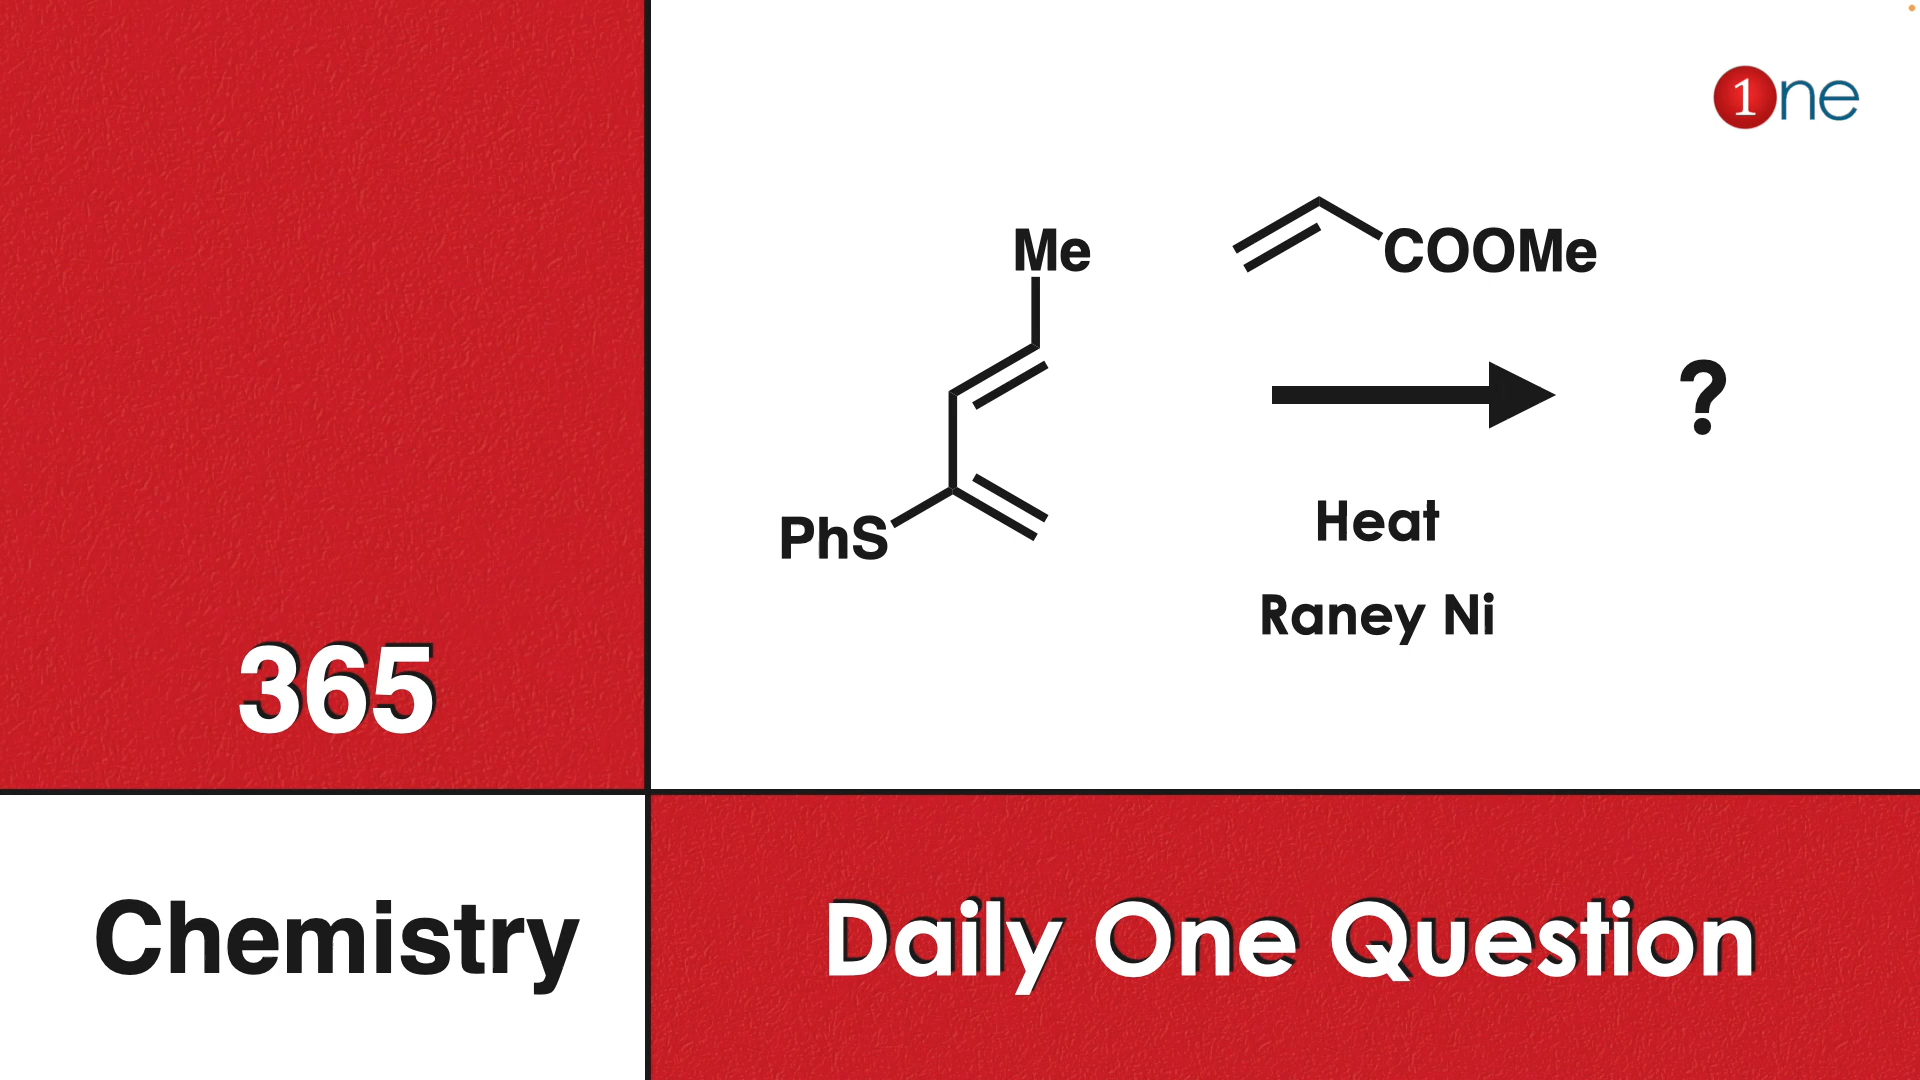 1ne
Me
COOMe
?
PhS
Heat
Raney Ni
365
Chemistry
Daily One Question